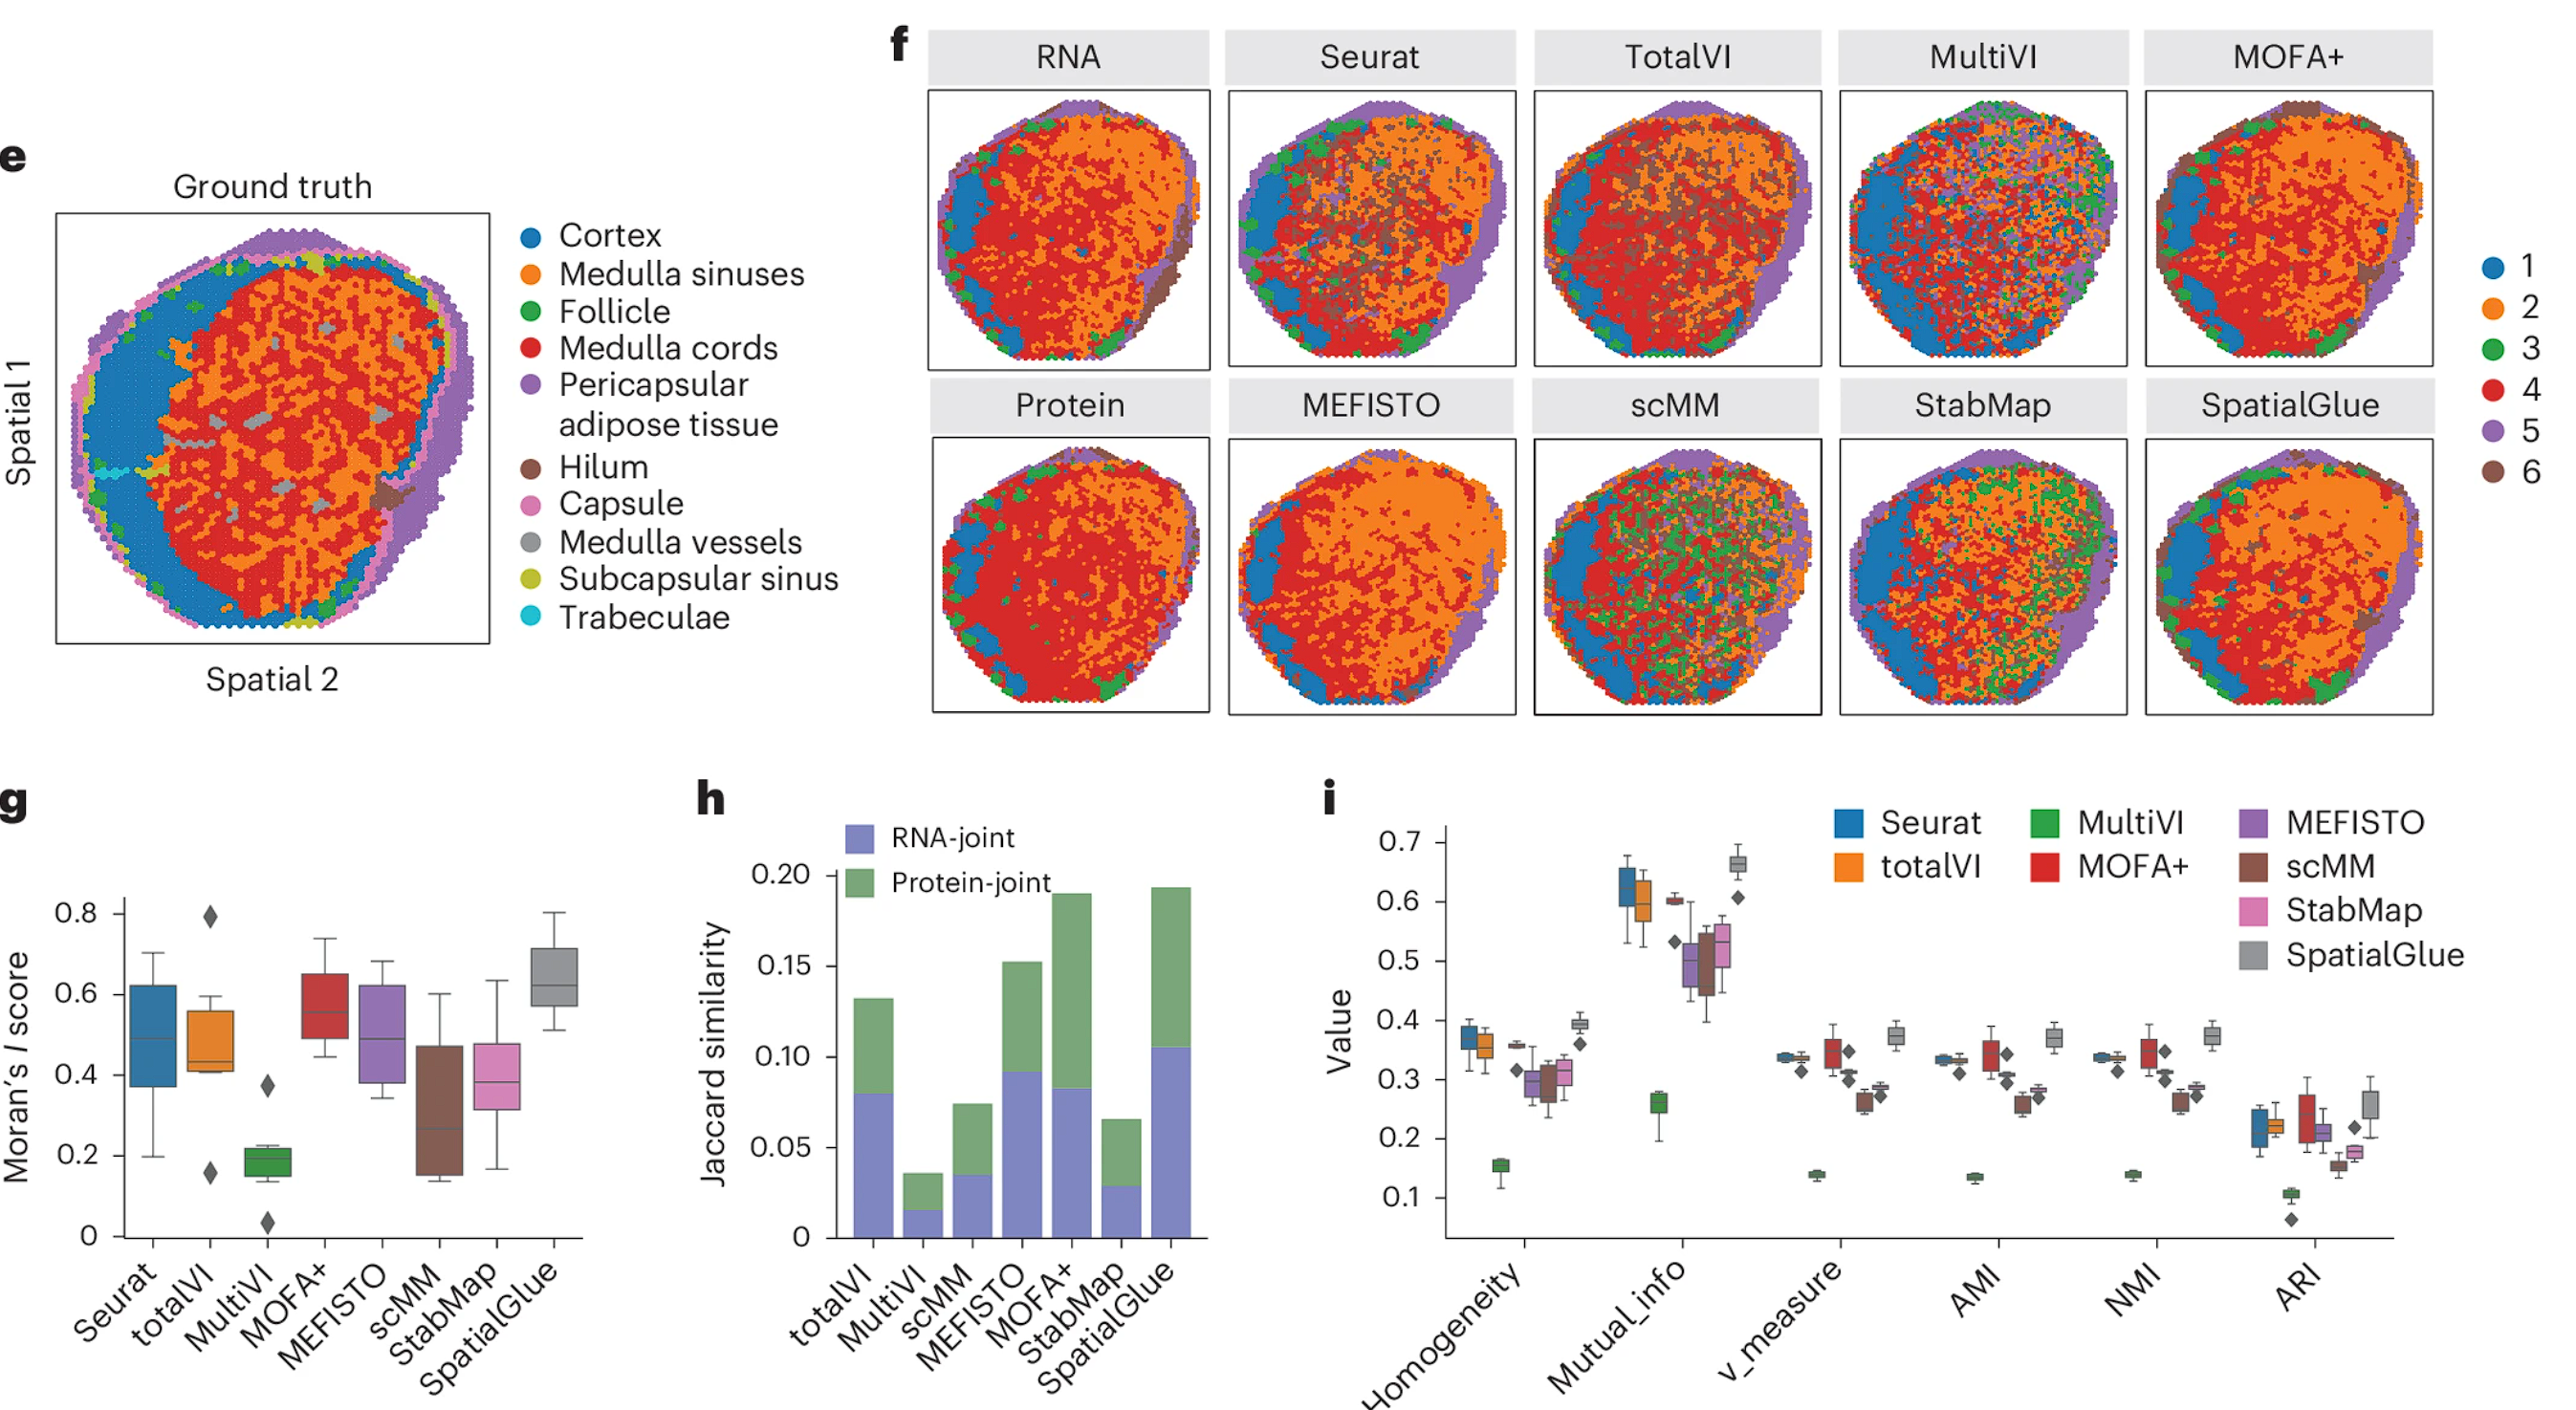 e
Ground truth
Spatial 1
Spatial 2
Cortex
Medulla sinuses
Follicle
Medulla cords
Pericapsular
adipose tissue
Hilum
Capsule
Medulla vessels
Subcapsular sinus
Trabeculae
f
RNA
Seurat
TotalVI
MultiVI
MOFA+
Protein
MEFISTO
scMM
StabMap
SpatialGlue
1
2
3
4
5
6
g
Moran's I score
0.8
0.6
0.4
0.2
0
Seurat
totalVI
MultiVI
MOFA+
MEFISTO
scMM
StabMap
SpatialGlue
h
RNA-joint
Protein-joint
Jaccard similarity
0.20
0.15
0.10
0.05
0
totalVI
MultiVI
scMM
MEFISTO
MOFA+
StabMap
SpatialGlue
i
Seurat
totalVI
MultiVI
MOFA+
MEFISTO
scMM
StabMap
SpatialGlue
Value
0.7
0.6
0.5
0.4
0.3
0.2
0.1
Homogeneity
Mutual_info
v_measure
AMI
NMI
ARI